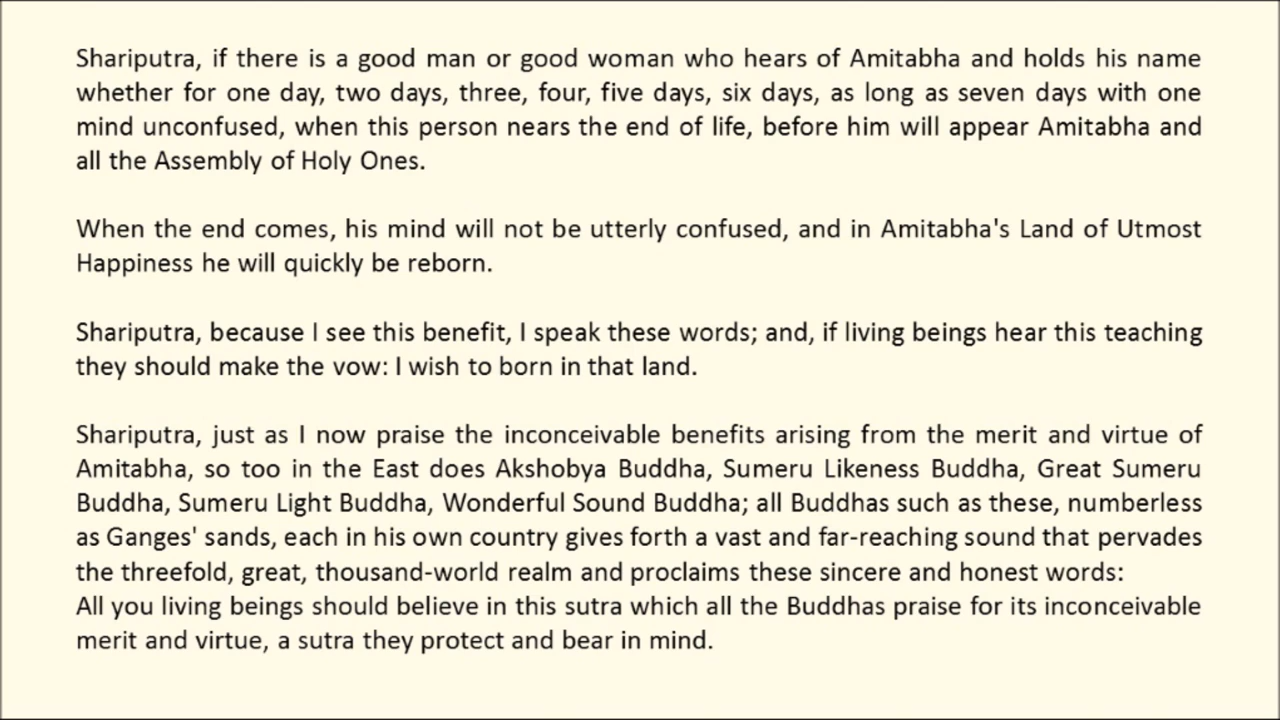 Shariputra, if there is a good man or good woman who hears of Amitabha and holds his name
whether for one day, two days, three, four, five days, six days, as long as seven days with one
mind unconfused, when this person nears the end of life, before him will appear Amitabha and
all the Assembly of Holy Ones.
When the end comes, his mind will not be utterly confused, and in Amitabha's Land of Utmost
Happiness he will quickly be reborn.
Shariputra, because I see this benefit, I speak these words; and, if living beings hear this teaching
they should make the vow: I wish to born in that land.
Shariputra, just as I now praise the inconceivable benefits arising from the merit and virtue of
Amitabha, so too in the East does Akshobya Buddha, Sumeru Likeness Buddha, Great Sumeru
Buddha, Sumeru Light Buddha, Wonderful Sound Buddha; all Buddhas such as these, numberless
as Ganges' sands, each in his own country gives forth a vast and far-reaching sound that pervades
the threefold, great, thousand-world realm and proclaims these sincere and honest words:
All you living beings should believe in this sutra which all the Buddhas praise for its inconceivable
merit and virtue, a sutra they protect and bear in mind.